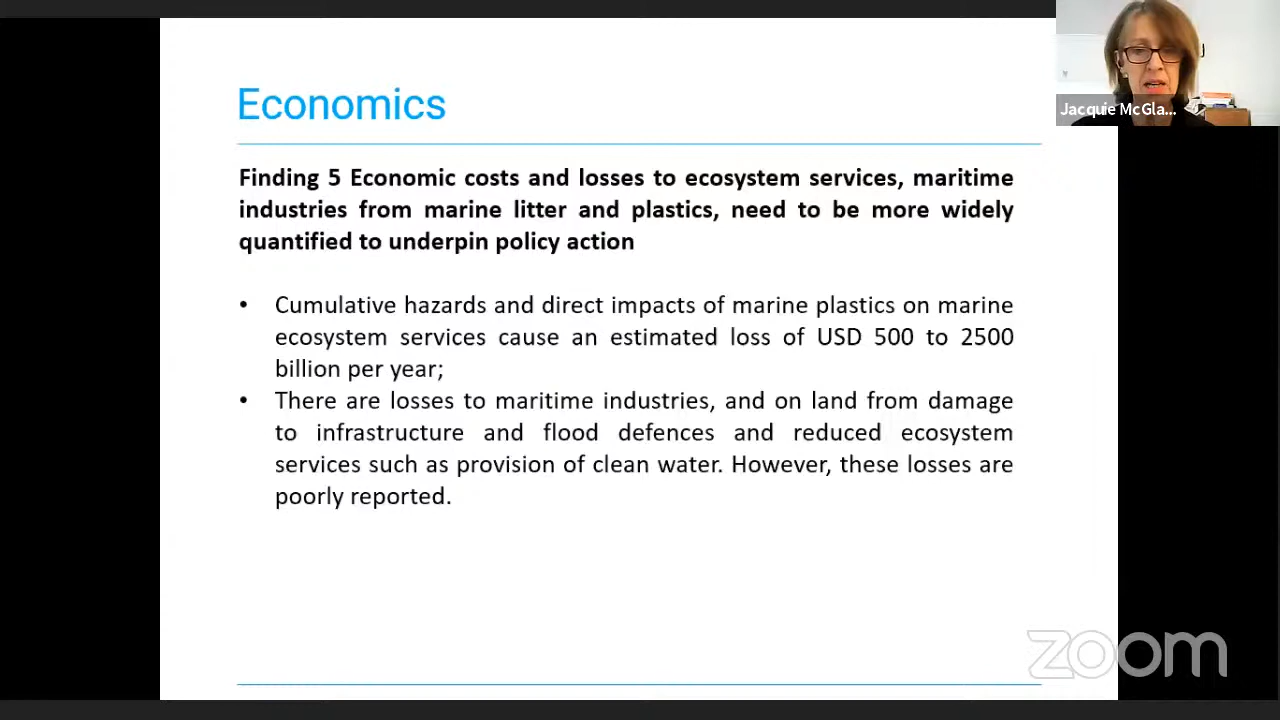 Economics
Jacquie McGla...
Finding 5 Economic costs and losses to ecosystem services, maritime
industries from marine litter and plastics, need to be more widely
quantified to underpin policy action
• Cumulative hazards and direct impacts of marine plastics on marine
ecosystem services cause an estimated loss of USD 500 to 2500
billion per year;
• There are losses to maritime industries, and on land from damage
to infrastructure and flood defences and reduced ecosystem
services such as provision of clean water. However, these losses are
poorly reported.
zoom